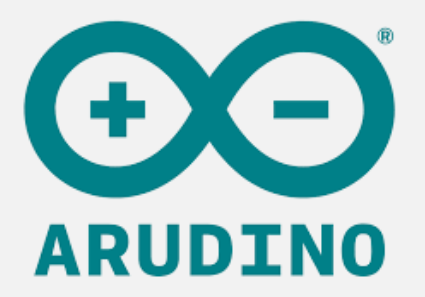 ®
+ -
ARUDINO